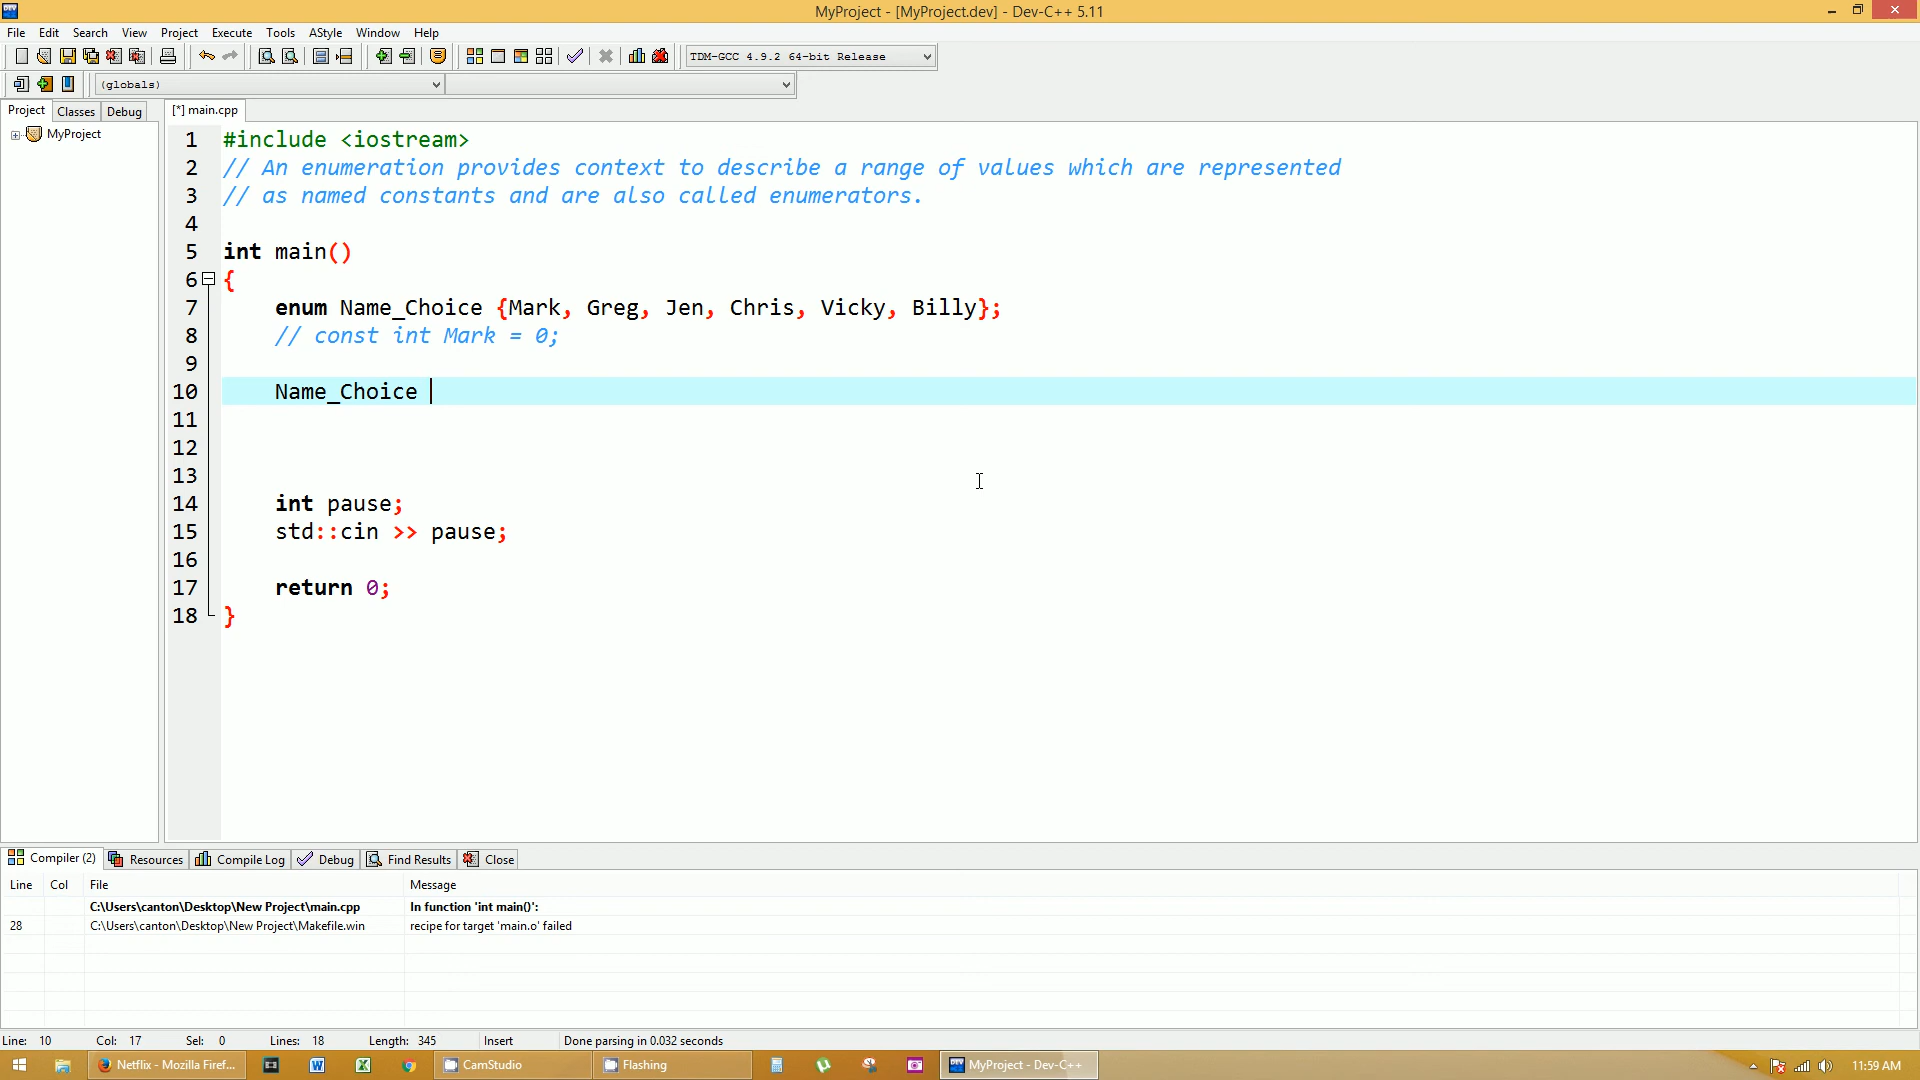 MyProject - [MyProject.dev] - Dev-C++ 5.11
File Edit Search View Project Execute Tools AStyle Window Help
TDM-GCC 4.9.2 64-bit Release
(globals)
Project Classes Debug
[*] main.cpp
MyProject
1 #include <iostream>
2 // An enumeration provides context to describe a range of values which are represented
3 // as named constants and are also called enumerators.
4
5 int main()
6 {
7 enum Name_Choice {Mark, Greg, Jen, Chris, Vicky, Billy};
8 // const int Mark = 0;
9
10 Name_Choice
11
12
13
14 int pause;
15 std::cin >> pause;
16
17 return 0;
18 }
Compiler (2) Resources Compile Log Debug Find Results Close
Line Col File Message
C:\Users\canton\Desktop\New Project\main.cpp In function 'int main()':
28 C:\Users\canton\Desktop\New Project\Makefile.win recipe for target 'main.o' failed
Line: 10 Col: 17 Sel: 0 Lines: 18 Length: 345 Insert Done parsing in 0.032 seconds
Netflix - Mozilla Firef... CamStudio Flashing MyProject - Dev-C++ 11:59 AM